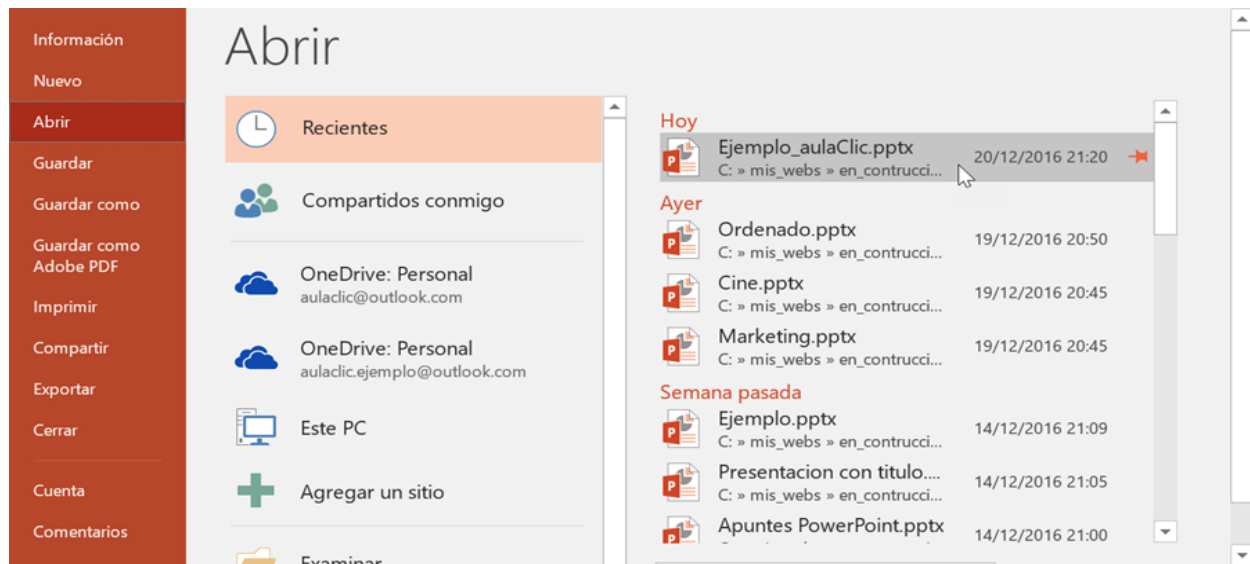 Información
Nuevo
Abrir
Guardar
Guardar como
Guardar como
Adobe PDF
Imprimir
Compartir
Exportar
Cerrar
Cuenta
Comentarios
Abrir
Recientes
Compartidos conmigo
OneDrive: Personal
aulaclic@outlook.com
OneDrive: Personal
aulaclic.ejemplo@outlook.com
Este PC
Agregar un sitio
Examinar
Hoy
Ejemplo_aulaClic.pptx
C: » mis_webs » en_contrucci... 20/12/2016 21:20
Ayer
Ordenado.pptx
C: » mis_webs » en_contrucci... 19/12/2016 20:50
Cine.pptx
C: » mis_webs » en_contrucci... 19/12/2016 20:45
Marketing.pptx
C: » mis_webs » en_contrucci... 19/12/2016 20:45
Semana pasada
Ejemplo.pptx
C: » mis_webs » en_contrucci... 14/12/2016 21:09
Presentacion con titulo....
C: » mis_webs » en_contrucci... 14/12/2016 21:05
Apuntes PowerPoint.pptx
14/12/2016 21:00